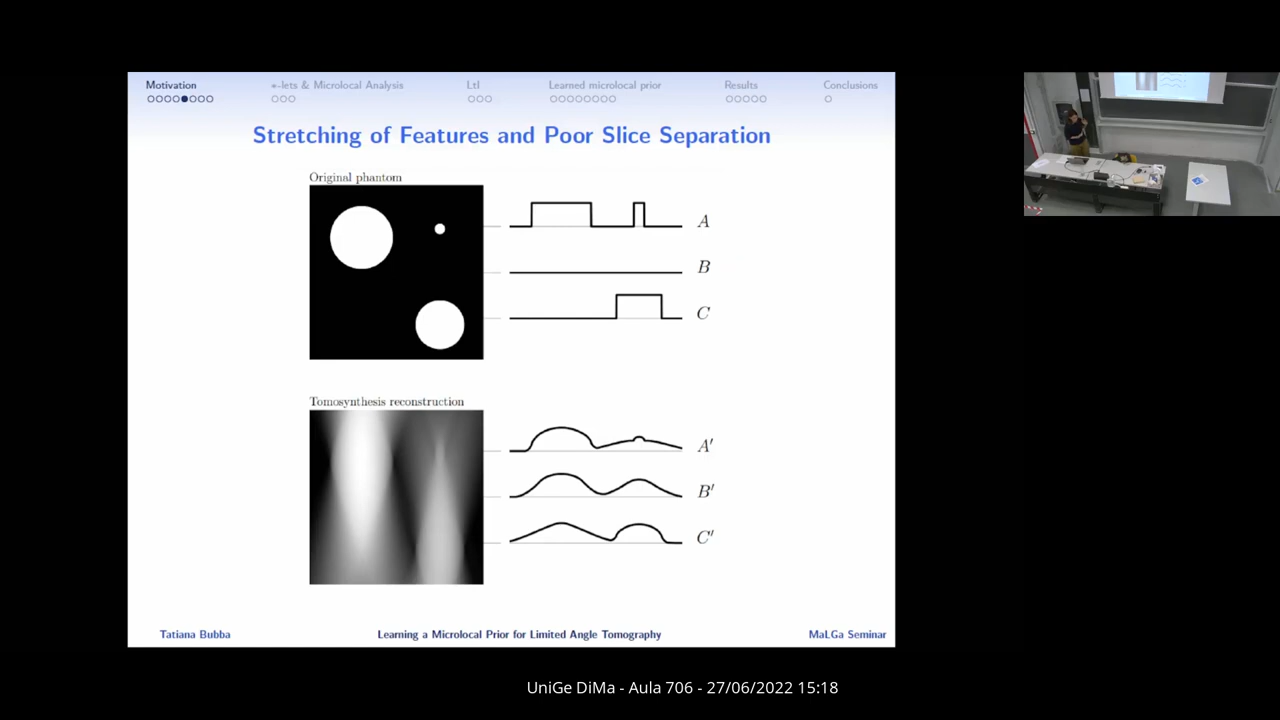 Motivation
*-lets & Microlocal Analysis
LtI
Learned microlocal prior
Results
Conclusions
Stretching of Features and Poor Slice Separation
Original phantom
A
B
C
Tomosynthesis reconstruction
A′
B′
C′
Tatiana Bubba
Learning a Microlocal Prior for Limited Angle Tomography
MaLGa Seminar
UniGe DiMa - Aula 706 - 27/06/2022 15:18